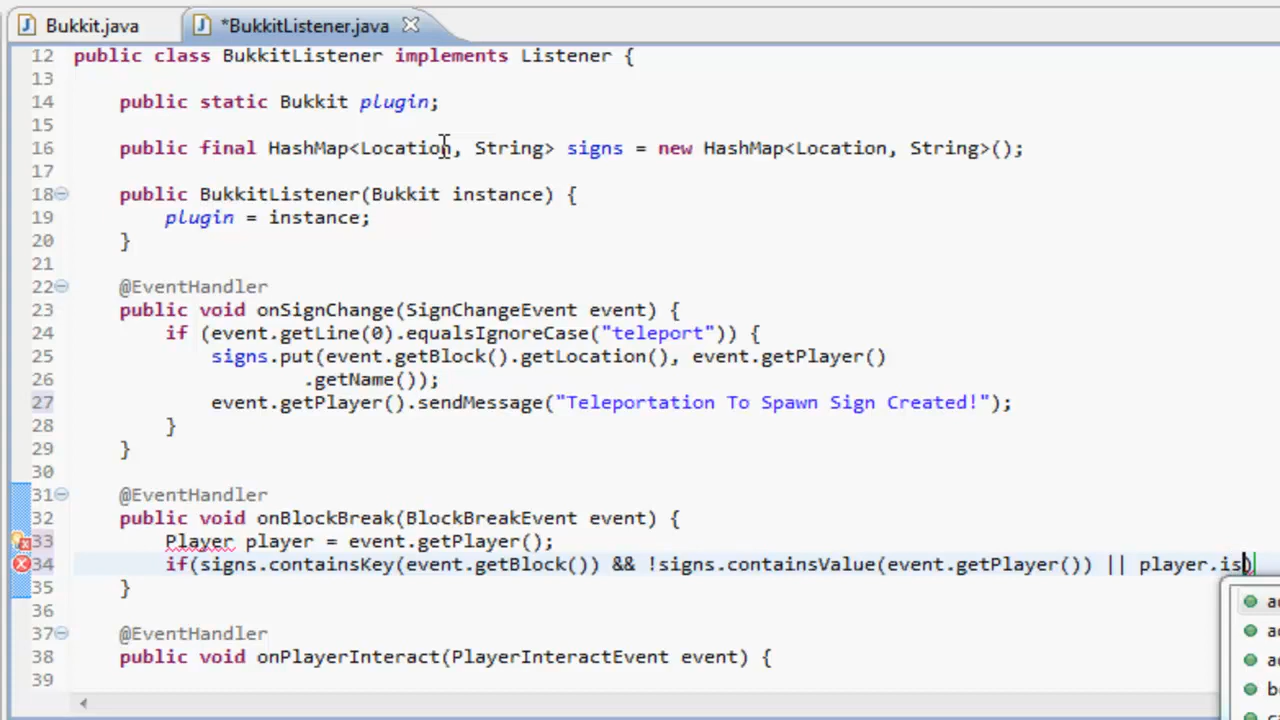 Bukkit.java *BukkitListener.java
12 public class BukkitListener implements Listener {
13
14 public static Bukkit plugin;
15
16 public final HashMap<Location, String> signs = new HashMap<Location, String>();
17
18 public BukkitListener(Bukkit instance) {
19 plugin = instance;
20 }
21
22 @EventHandler
23 public void onSignChange(SignChangeEvent event) {
24 if (event.getLine(0).equalsIgnoreCase("teleport")) {
25 signs.put(event.getBlock().getLocation(), event.getPlayer()
26 .getName());
27 event.getPlayer().sendMessage("Teleportation To Spawn Sign Created!");
28 }
29 }
30
31 @EventHandler
32 public void onBlockBreak(BlockBreakEvent event) {
33 Player player = event.getPlayer();
34 if(signs.containsKey(event.getBlock()) && !signs.containsValue(event.getPlayer()) || player.is)
35 }
36
37 @EventHandler
38 public void onPlayerInteract(PlayerInteractEvent event) {
39